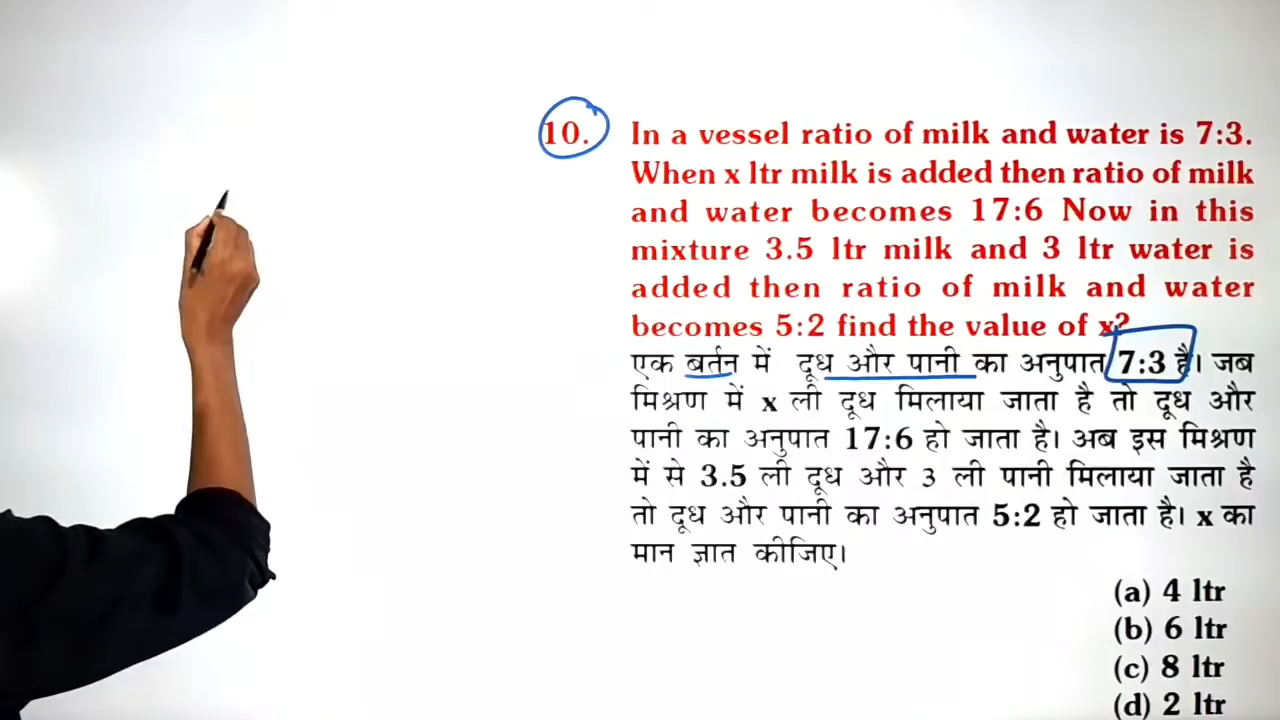 10. In a vessel ratio of milk and water is 7:3.
When x ltr milk is added then ratio of milk
and water becomes 17:6 Now in this
mixture 3.5 ltr milk and 3 ltr water is
added then ratio of milk and water
becomes 5:2 find the value of x?
एक बर्तन में दूध और पानी का अनुपात 7:3 है। जब
मिश्रण में x ली दूध मिलाया जाता है तो दूध और
पानी का अनुपात 17:6 हो जाता है। अब इस मिश्रण
में से 3.5 ली दूध और 3 ली पानी मिलाया जाता है
तो दूध और पानी का अनुपात 5:2 हो जाता है। x का
मान ज्ञात कीजिए।
(a) 4 ltr
(b) 6 ltr
(c) 8 ltr
(d) 2 ltr